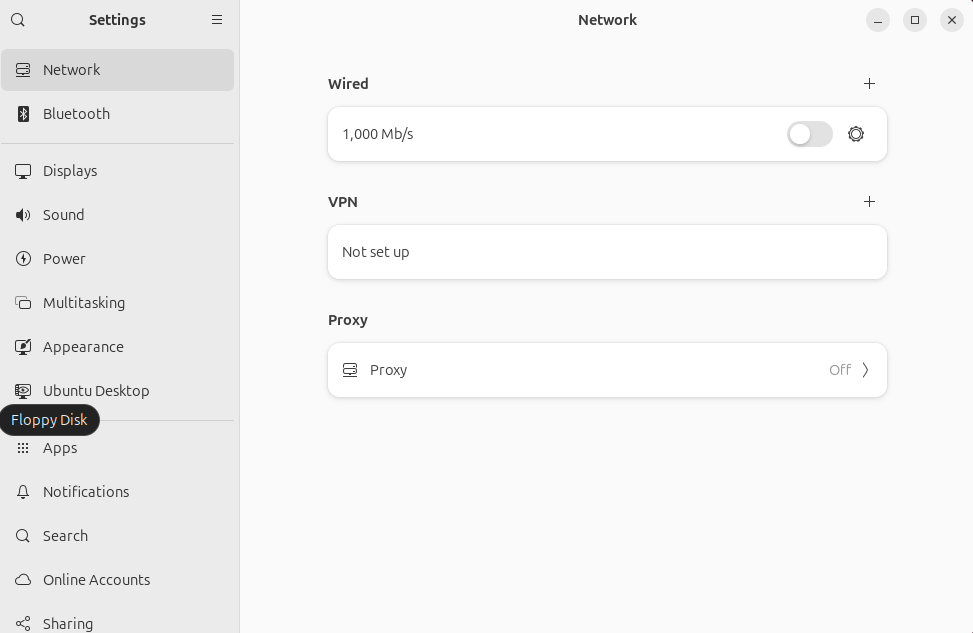 Settings
Network
Bluetooth
Displays
Sound
Power
Multitasking
Appearance
Ubuntu Desktop
Floppy Disk
Apps
Notifications
Search
Online Accounts
Sharing
Network
Wired
1,000 Mb/s
VPN
Not set up
Proxy
Proxy Off